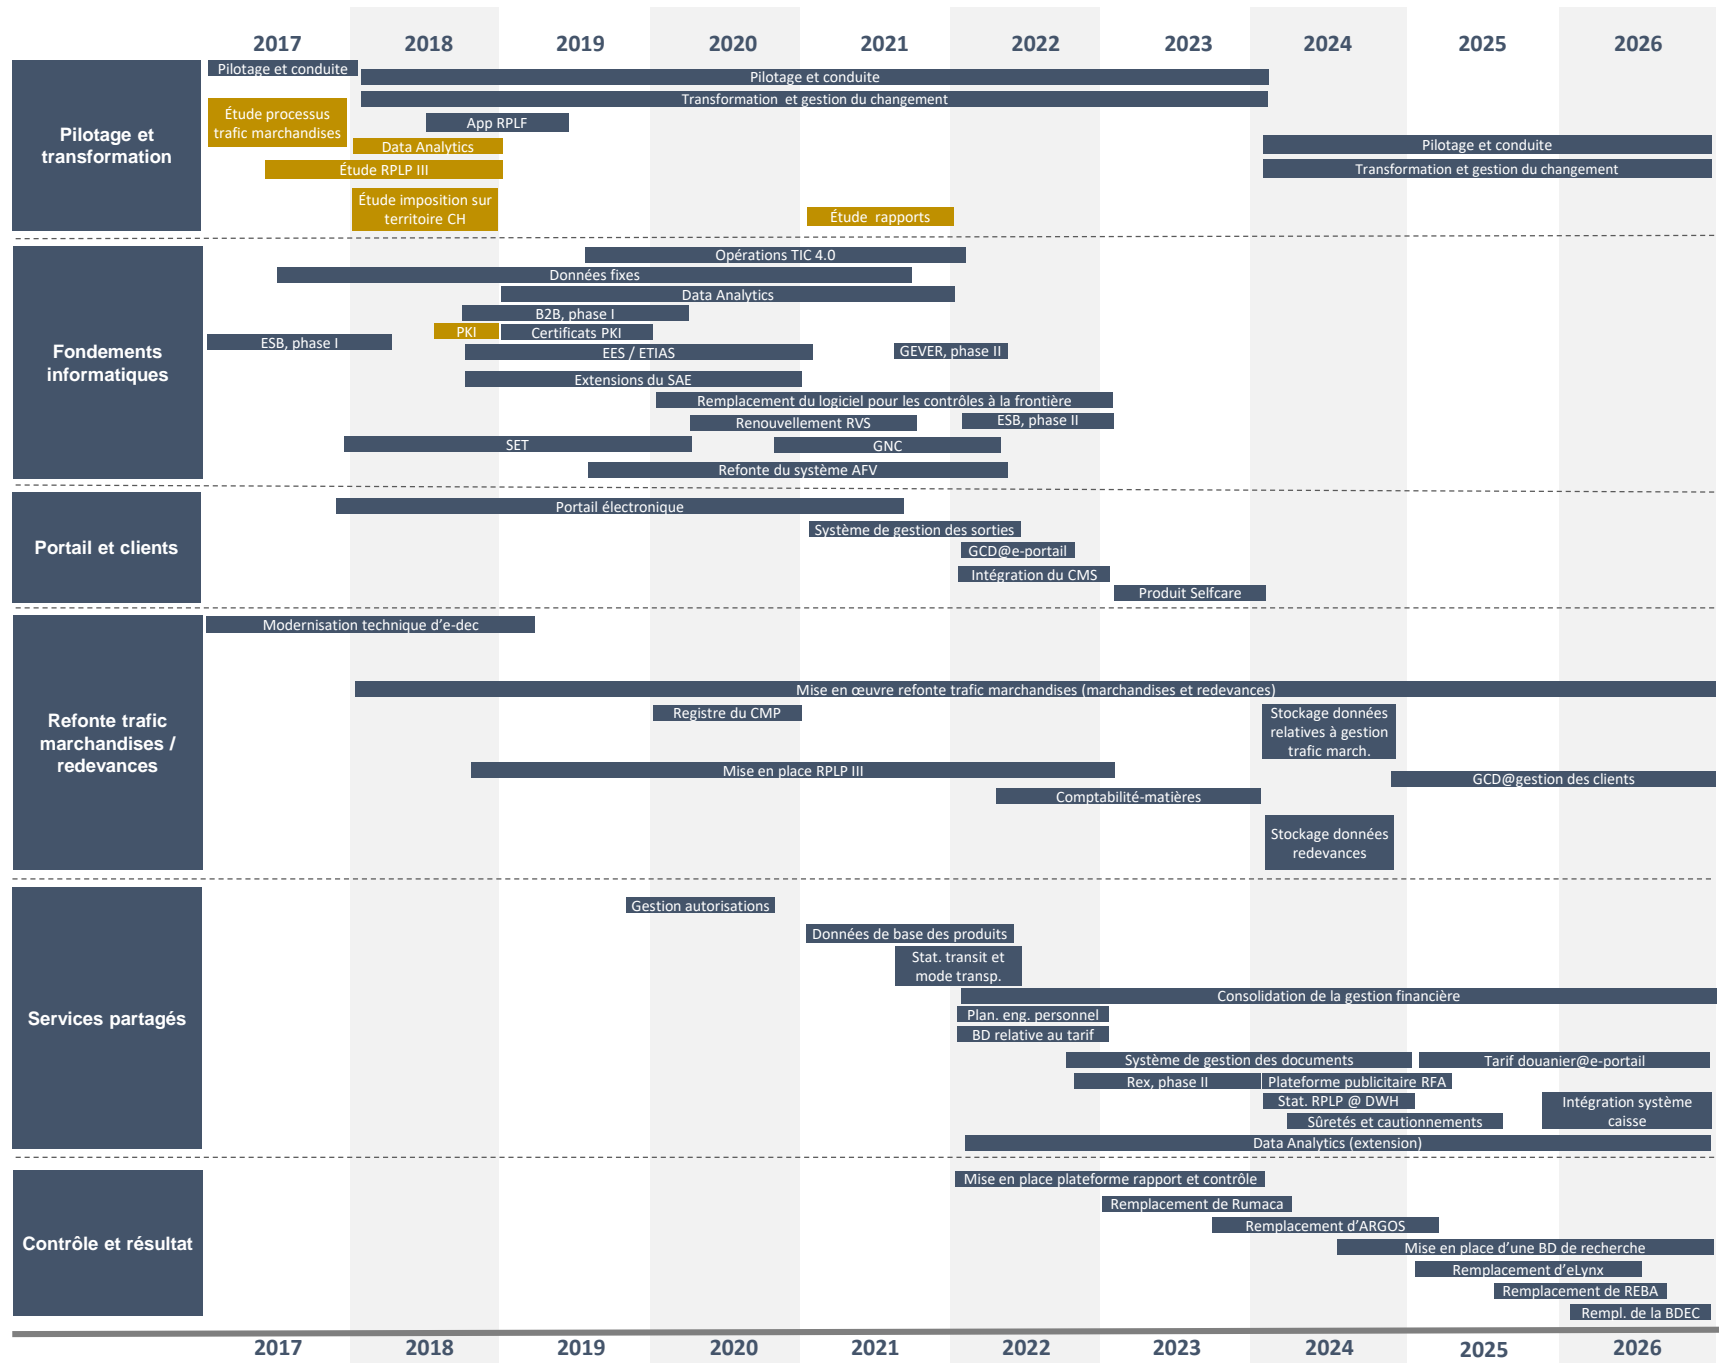 2017 2018 2019 2020 2021 2022 2023 2024 2025 2026
Pilotage et
transformation
Pilotage et conduite
Pilotage et conduite
Transformation et gestion du changement
Étude processus
trafic marchandises
App RPLF
Data Analytics
Pilotage et conduite
Étude RPLP III
Transformation et gestion du changement
Étude imposition sur
territoire CH
Étude rapports
Fondements
informatiques
Opérations TIC 4.0
Données fixes
Data Analytics
B2B, phase I
PKI
Certificats PKI
ESB, phase I
EES / ETIAS
GEVER, phase II
Extensions du SAE
Remplacement du logiciel pour les contrôles à la frontière
Renouvellement RVS
ESB, phase II
SET
GNC
Refonte du système AFV
Portail et clients
Portail électronique
Système de gestion des sorties
GCD@e-portail
Intégration du CMS
Produit Selfcare
Refonte trafic
marchandises /
redevances
Modernisation technique d’e-dec
Mise en œuvre refonte trafic marchandises (marchandises et redevances)
Registre du CMP
Stockage données
relatives à gestion
trafic march.
Mise en place RPLP III
GCD@gestion des clients
Comptabilité-matières
Stockage données
redevances
Services partagés
Gestion autorisations
Données de base des produits
Stat. transit et
mode transp.
Consolidation de la gestion financière
Plan. eng. personnel
BD relative au tarif
Système de gestion des documents
Tarif douanier@e-portail
Rex, phase II
Plateforme publicitaire RFA
Stat. RPLP @ DWH
Intégration système
caisse
Sûretés et cautionnements
Data Analytics (extension)
Contrôle et résultat
Mise en place plateforme rapport et contrôle
Remplacement de Rumaca
Remplacement d’ARGOS
Mise en place d’une BD de recherche
Remplacement d’eLynx
Remplacement de REBA
Rempl. de la BDEC
2017 2018 2019 2020 2021 2022 2023 2024 2025 2026